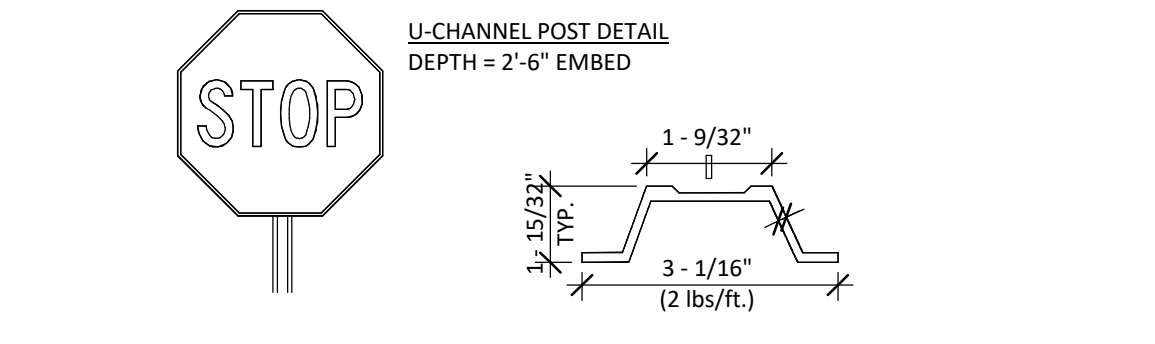 STOP
U-CHANNEL POST DETAIL
DEPTH = 2'-6" EMBED
1 - 9/32"
1 - 15/32"
TYP.
3 - 1/16"
(2 lbs/ft.)